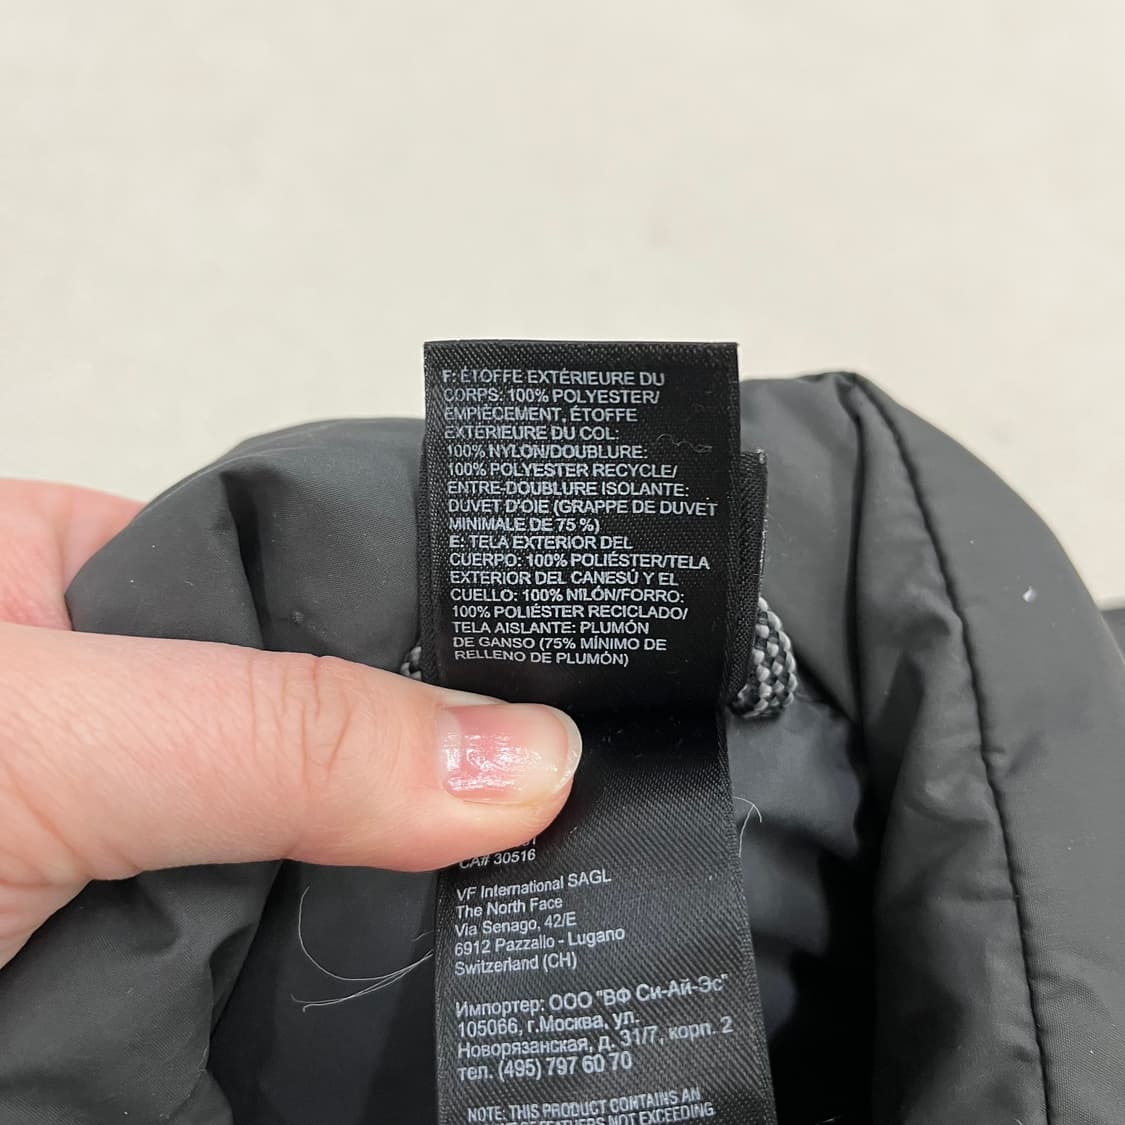 F: ÉTOFFE EXTÉRIEURE DU
CORPS: 100% POLYESTER/
EMPIÈCEMENT, ÉTOFFE
EXTÉRIEURE DU COL:
100% NYLON/DOUBLURE:
100% POLYESTER RECYCLE/
ENTRE-DOUBLURE ISOLANTE:
DUVET D'OIE (GRAPPE DE DUVET
MINIMALE DE 75 %)
E: TELA EXTERIOR DEL
CUERPO: 100% POLIÉSTER/TELA
EXTERIOR DEL CANESÚ Y EL
CUELLO: 100% NILÓN/FORRO:
100% POLIÉSTER RECICLADO/
TELA AISLANTE: PLUMÓN
DE GANSO (75% MÍNIMO DE
RELLENO DE PLUMÓN)
CA# 30516
VF International SAGL
The North Face
Via Senago, 42/E
6912 Pazzallo - Lugano
Switzerland (CH)
Импортер: ООО "ВФ Си-Ай-Эс"
105066, г.Москва, ул.
Новорязанская, д. 31/7, корп. 2
тел. (495) 797 60 70
NOTE: THIS PRODUCT CONTAINS AN
OF FEATHERS NOT EXCEEDING